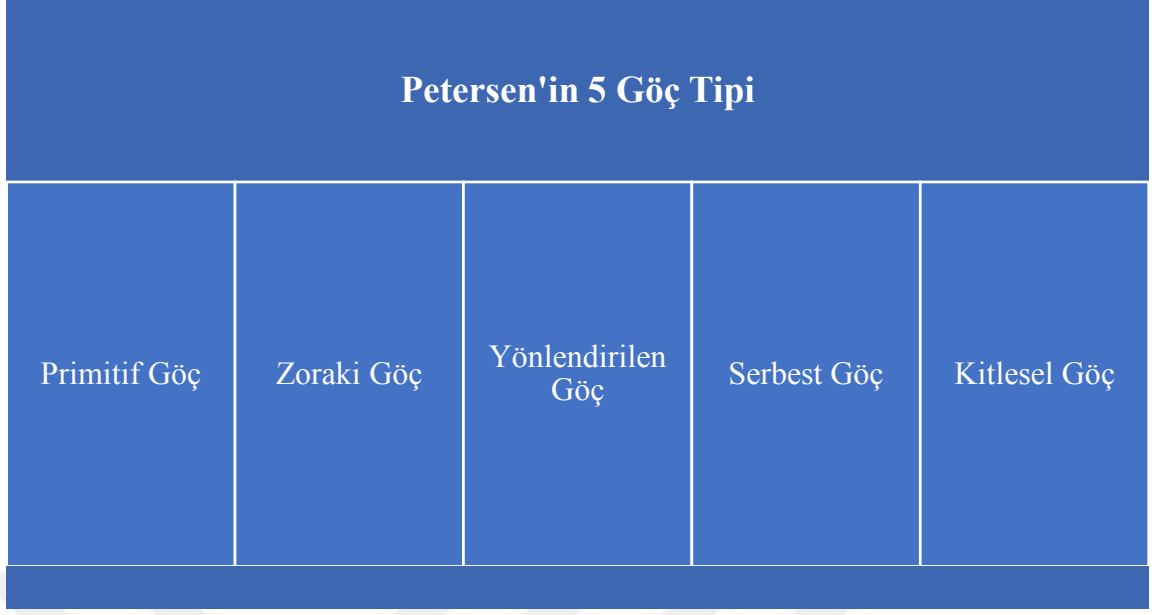 Petersen'in 5 Göç Tipi
Primitif Göç
Zoraki Göç
Yönlendirilen
Göç
Serbest Göç
Kitlesel Göç